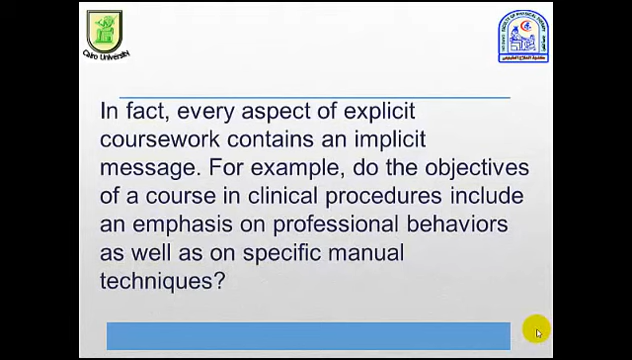 Cairo University
In fact, every aspect of explicit
coursework contains an implicit
message. For example, do the objectives
of a course in clinical procedures include
an emphasis on professional behaviors
as well as on specific manual
techniques?